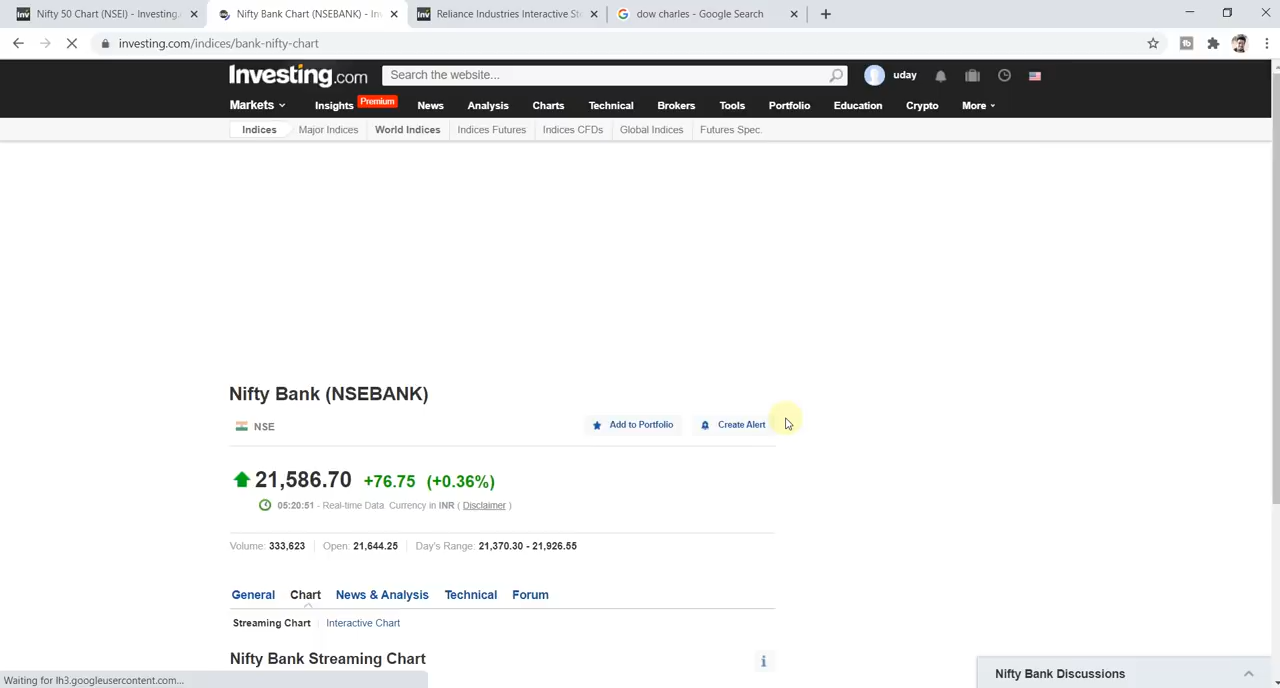 Nifty 50 Chart (NSEI) - Investing.
Nifty Bank Chart (NSEBANK) - In
Reliance Industries Interactive St
dow charles - Google Search
investing.com/indices/bank-nifty-chart
Investing.com
Search the website...
uday
Markets
Insights
Premium
News
Analysis
Charts
Technical
Brokers
Tools
Portfolio
Education
Crypto
More
Indices
Major Indices
World Indices
Indices Futures
Indices CFDs
Global Indices
Futures Spec.
Nifty Bank (NSEBANK)
NSE
Add to Portfolio
Create Alert
21,586.70 +76.75 (+0.36%)
05:20:51 - Real-time Data. Currency in INR ( Disclaimer )
Volume: 333,623
Open: 21,644.25
Day's Range: 21,370.30 - 21,926.55
General
Chart
News & Analysis
Technical
Forum
Streaming Chart
Interactive Chart
Nifty Bank Streaming Chart
Nifty Bank Discussions
Waiting for lh3.googleusercontent.com...